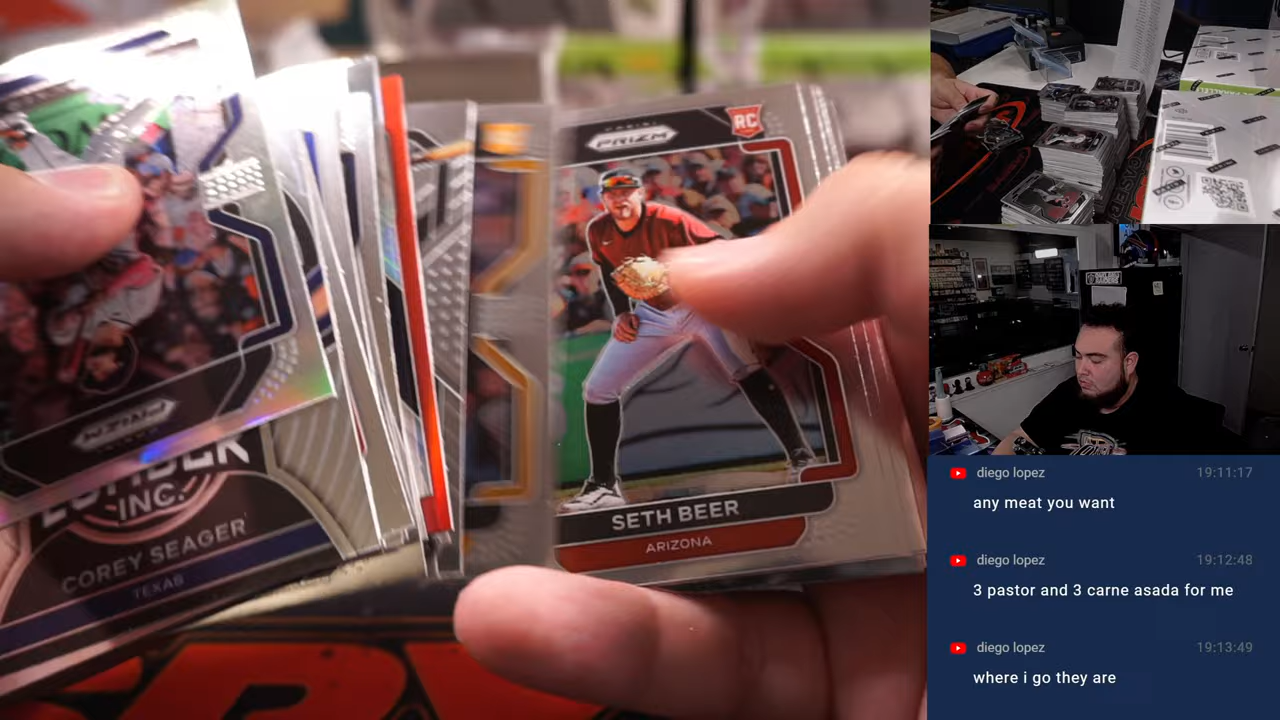 PANINI
PRIZM
RC
SETH BEER
ARIZONA
PRIZM
INC.
COREY SEAGER
TEXAS
diego lopez 19:11:17
any meat you want
diego lopez 19:12:48
3 pastor and 3 carne asada for me
diego lopez 19:13:49
where i go they are